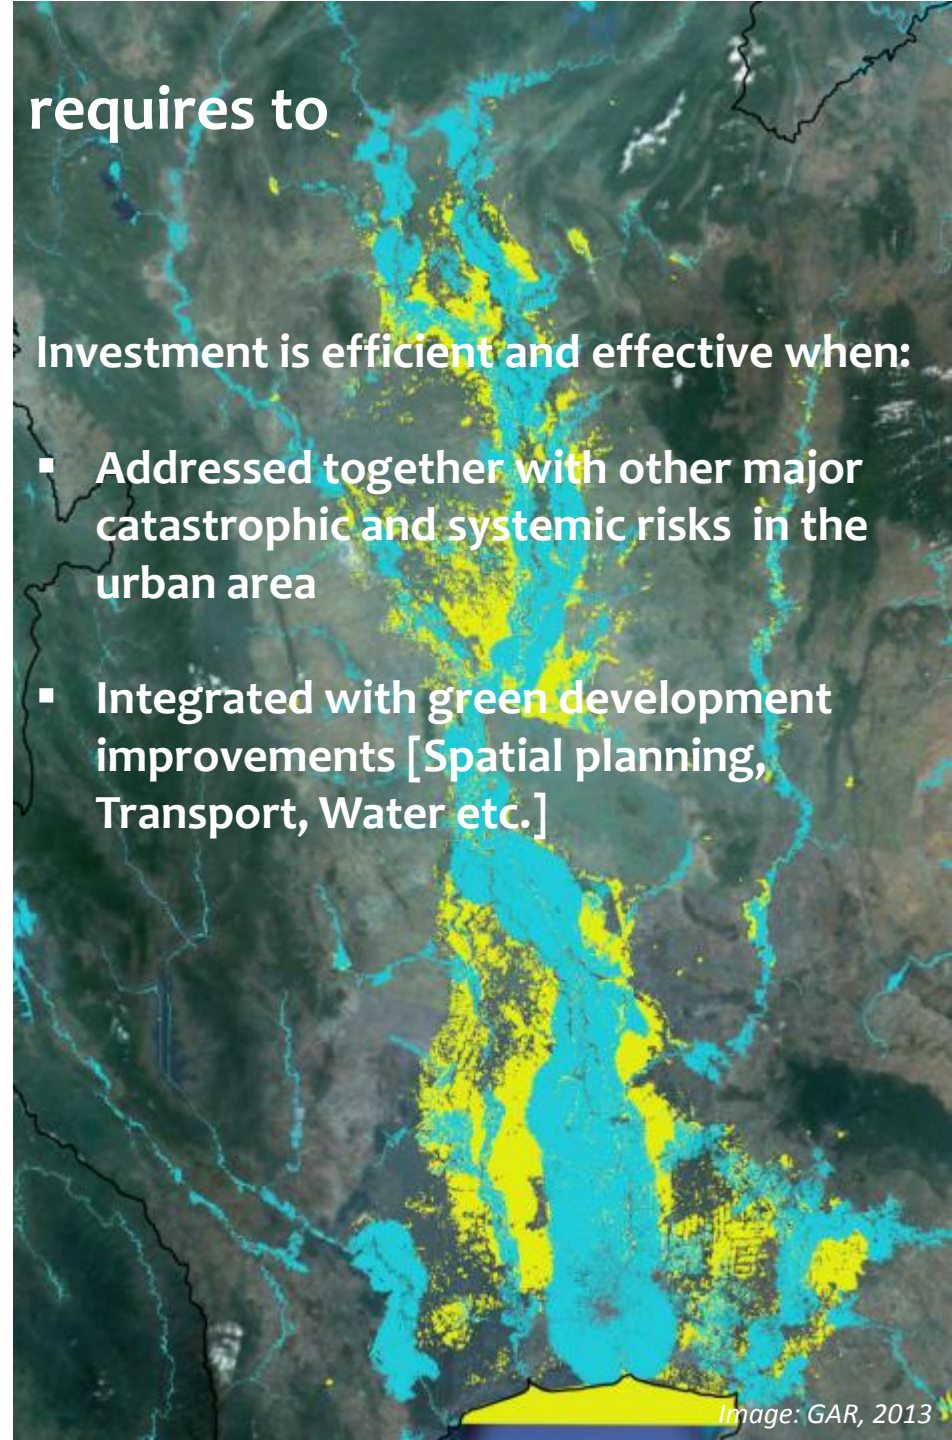 requires to
Investment is efficient and effective when:
▪ Addressed together with other major
catastrophic and systemic risks in the
urban area
▪ Integrated with green development
improvements [Spatial planning,
Transport, Water etc.]
Image: GAR, 2013